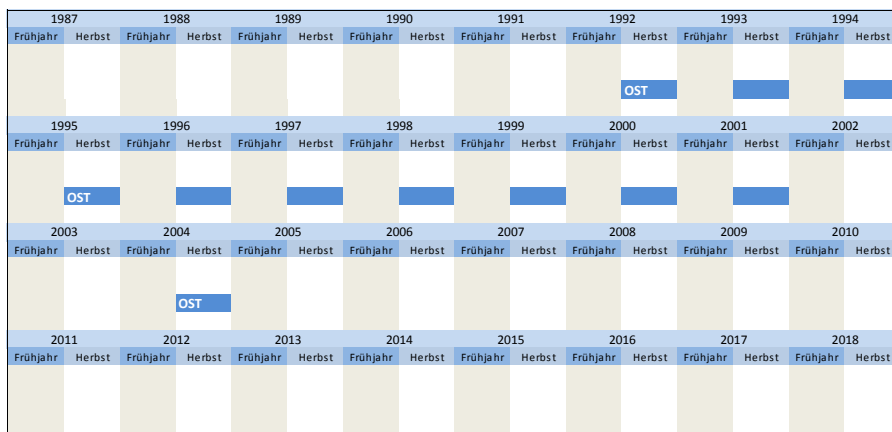 1987 1988 1989 1990 1991 1992 1993 1994
Frühjahr Herbst Frühjahr Herbst Frühjahr Herbst Frühjahr Herbst Frühjahr Herbst Frühjahr Herbst Frühjahr Herbst Frühjahr Herbst
OST
1995 1996 1997 1998 1999 2000 2001 2002
Frühjahr Herbst Frühjahr Herbst Frühjahr Herbst Frühjahr Herbst Frühjahr Herbst Frühjahr Herbst Frühjahr Herbst Frühjahr Herbst
OST
2003 2004 2005 2006 2007 2008 2009 2010
Frühjahr Herbst Frühjahr Herbst Frühjahr Herbst Frühjahr Herbst Frühjahr Herbst Frühjahr Herbst Frühjahr Herbst Frühjahr Herbst
OST
2011 2012 2013 2014 2015 2016 2017 2018
Frühjahr Herbst Frühjahr Herbst Frühjahr Herbst Frühjahr Herbst Frühjahr Herbst Frühjahr Herbst Frühjahr Herbst Frühjahr Herbst